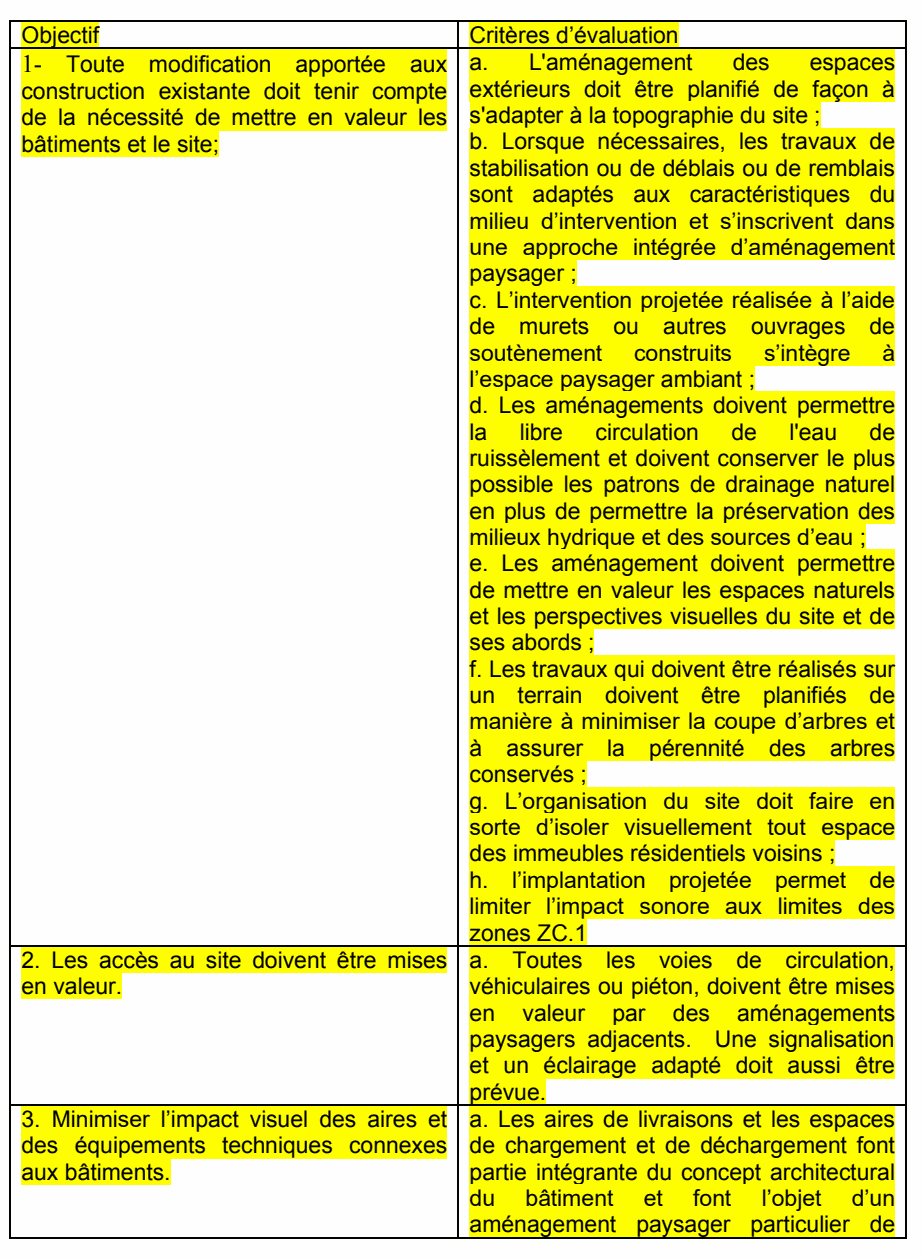 Objectif
Critères d’évaluation
1- Toute modification apportée aux
construction existante doit tenir compte
de la nécessité de mettre en valeur les
bâtiments et le site;
a. L'aménagement des espaces
extérieurs doit être planifié de façon à
s'adapter à la topographie du site ;
b. Lorsque nécessaires, les travaux de
stabilisation ou de déblais ou de remblais
sont adaptés aux caractéristiques du
milieu d’intervention et s’inscrivent dans
une approche intégrée d’aménagement
paysager ;
c. L’intervention projetée réalisée à l’aide
de murets ou autres ouvrages de
soutènement construits s’intègre à
l’espace paysager ambiant ;
d. Les aménagements doivent permettre
la libre circulation de l'eau de
ruissèlement et doivent conserver le plus
possible les patrons de drainage naturel
en plus de permettre la préservation des
milieux hydrique et des sources d’eau ;
e. Les aménagement doivent permettre
de mettre en valeur les espaces naturels
et les perspectives visuelles du site et de
ses abords ;
f. Les travaux qui doivent être réalisés sur
un terrain doivent être planifiés de
manière à minimiser la coupe d’arbres et
à assurer la pérennité des arbres
conservés ;
g. L’organisation du site doit faire en
sorte d’isoler visuellement tout espace
des immeubles résidentiels voisins ;
h. l’implantation projetée permet de
limiter l’impact sonore aux limites des
zones ZC.1
2. Les accès au site doivent être mises
en valeur.
a. Toutes les voies de circulation,
véhiculaires ou piéton, doivent être mises
en valeur par des aménagements
paysagers adjacents. Une signalisation
et un éclairage adapté doit aussi être
prévue.
3. Minimiser l’impact visuel des aires et
des équipements techniques connexes
aux bâtiments.
a. Les aires de livraisons et les espaces
de chargement et de déchargement font
partie intégrante du concept architectural
du bâtiment et font l’objet d’un
aménagement paysager particulier de